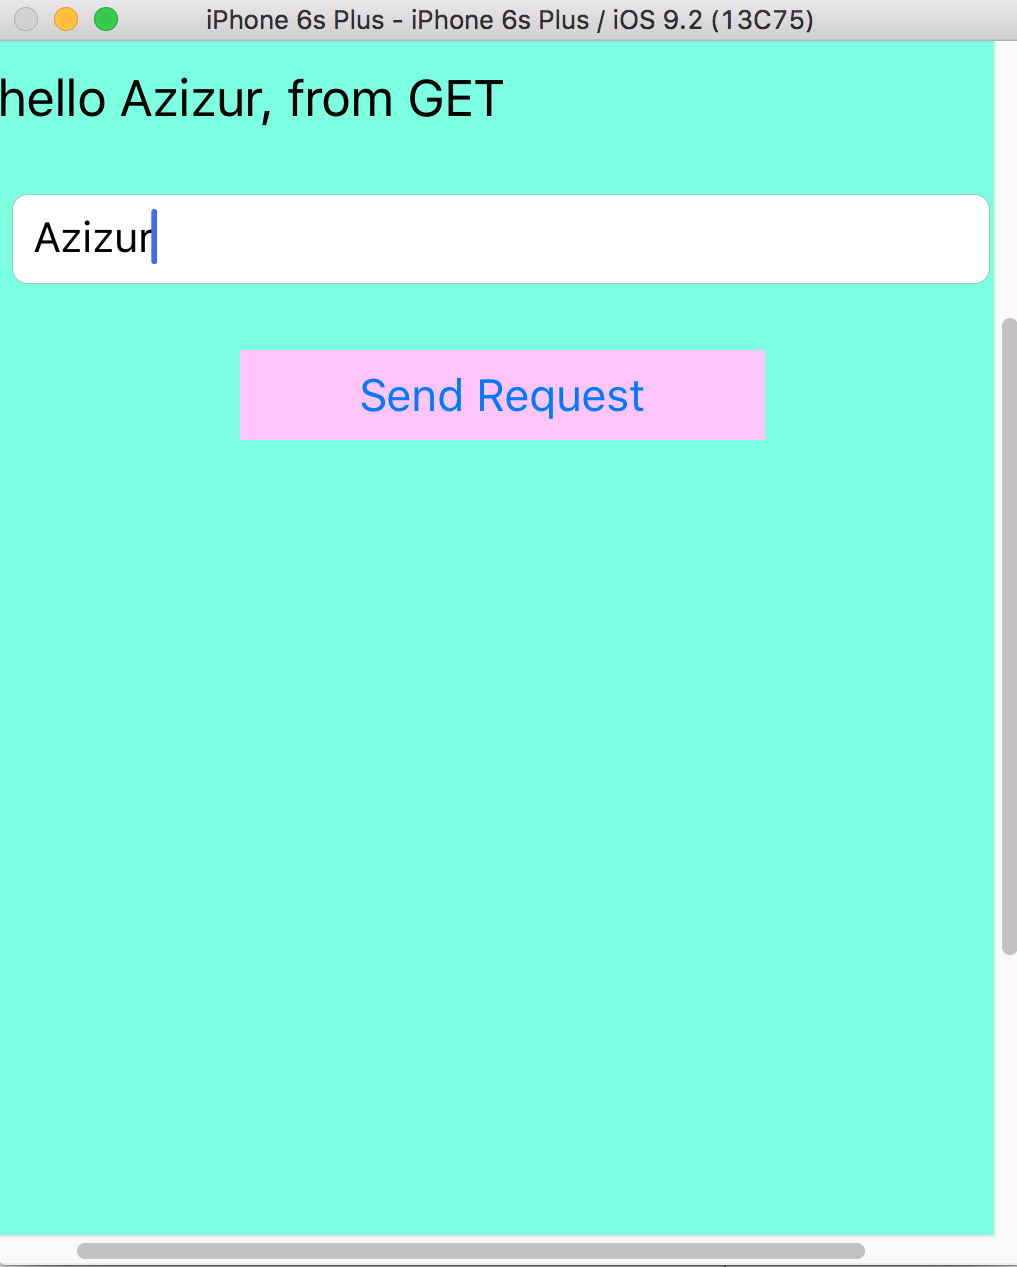 iPhone 6s Plus - iPhone 6s Plus / iOS 9.2 (13C75)
hello Azizur, from GET
Azizur
Send Request